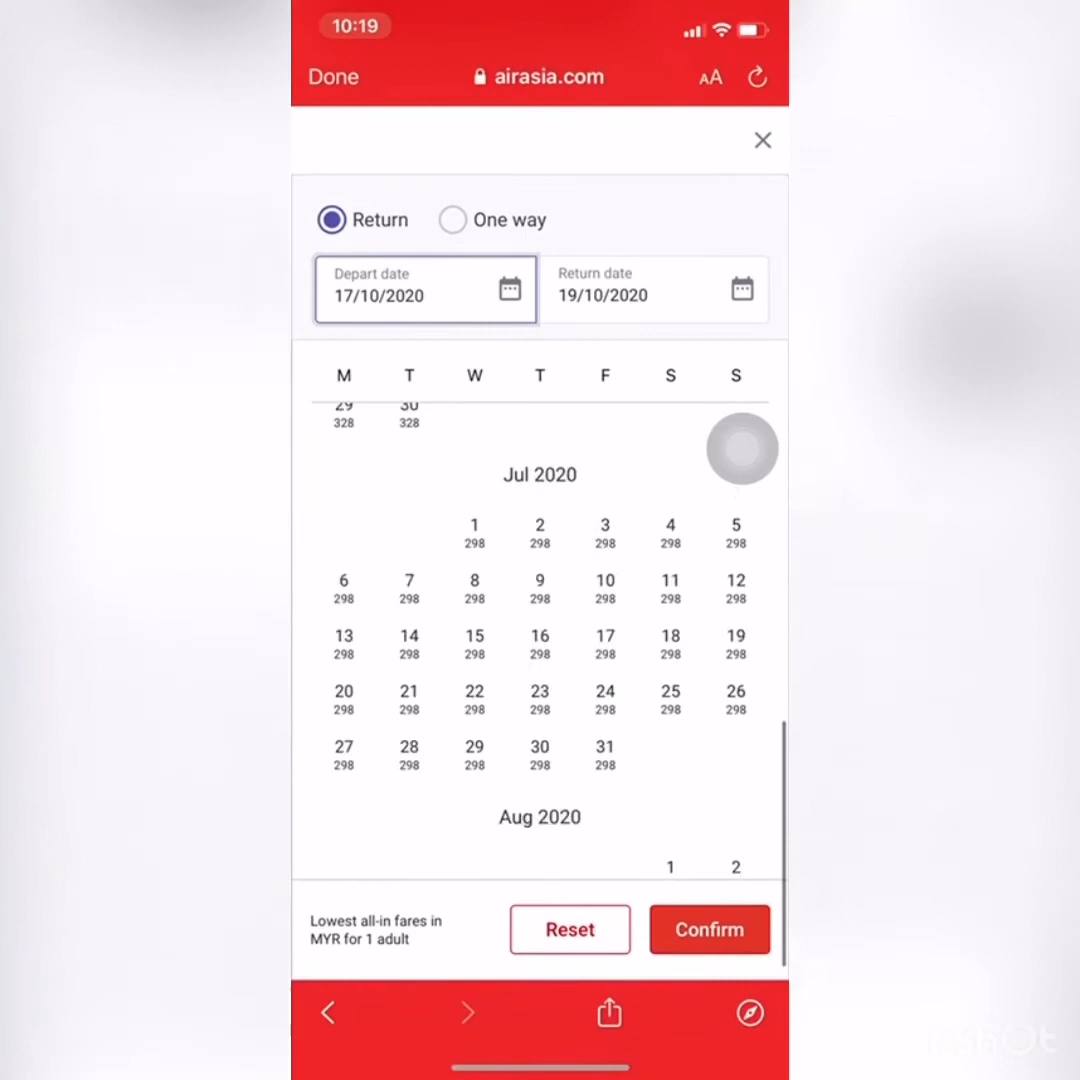 10:19
Done airasia.com AA
Return One way
Depart date Return date
17/10/2020 19/10/2020
M T W T F S S
29 30
328 328
Jul 2020
1 2 3 4 5
298 298 298 298 298
6 7 8 9 10 11 12
298 298 298 298 298 298 298
13 14 15 16 17 18 19
298 298 298 298 298 298 298
20 21 22 23 24 25 26
298 298 298 298 298 298 298
27 28 29 30 31
298 298 298 298 298
Aug 2020
1 2
Lowest all-in fares in
MYR for 1 adult
Reset Confirm